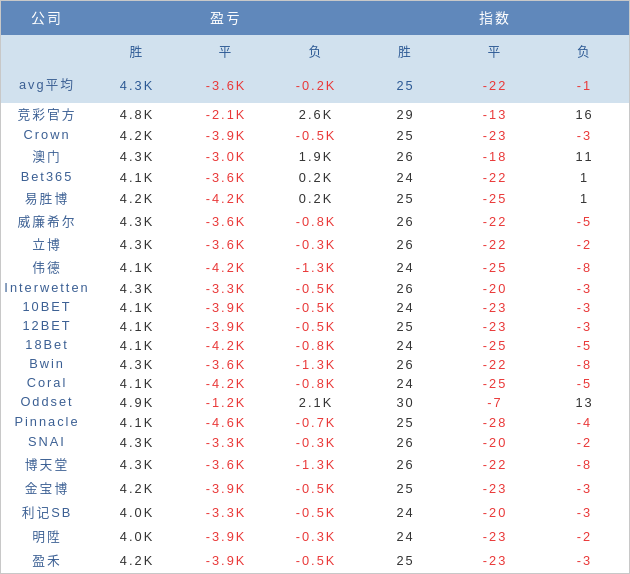 公司 盈亏 指数
胜 平 负 胜 平 负
avg平均 4.3K -3.6K -0.2K 25 -22 -1
竞彩官方 4.8K -2.1K 2.6K 29 -13 16
Crown 4.2K -3.9K -0.5K 25 -23 -3
澳门 4.3K -3.0K 1.9K 26 -18 11
Bet365 4.1K -3.6K 0.2K 24 -22 1
易胜博 4.2K -4.2K 0.2K 25 -25 1
威廉希尔 4.3K -3.6K -0.8K 26 -22 -5
立博 4.3K -3.6K -0.3K 26 -22 -2
伟德 4.1K -4.2K -1.3K 24 -25 -8
Interwetten 4.3K -3.3K -0.5K 26 -20 -3
10BET 4.1K -3.9K -0.5K 24 -23 -3
12BET 4.1K -3.9K -0.5K 25 -23 -3
18Bet 4.1K -4.2K -0.8K 24 -25 -5
Bwin 4.3K -3.6K -1.3K 26 -22 -8
Coral 4.1K -4.2K -0.8K 24 -25 -5
Oddset 4.9K -1.2K 2.1K 30 -7 13
Pinnacle 4.1K -4.6K -0.7K 25 -28 -4
SNAI 4.3K -3.3K -0.3K 26 -20 -2
博天堂 4.3K -3.6K -1.3K 26 -22 -8
金宝博 4.2K -3.9K -0.5K 25 -23 -3
利记SB 4.0K -3.3K -0.5K 24 -20 -3
明陞 4.0K -3.9K -0.3K 24 -23 -2
盈禾 4.2K -3.9K -0.5K 25 -23 -3